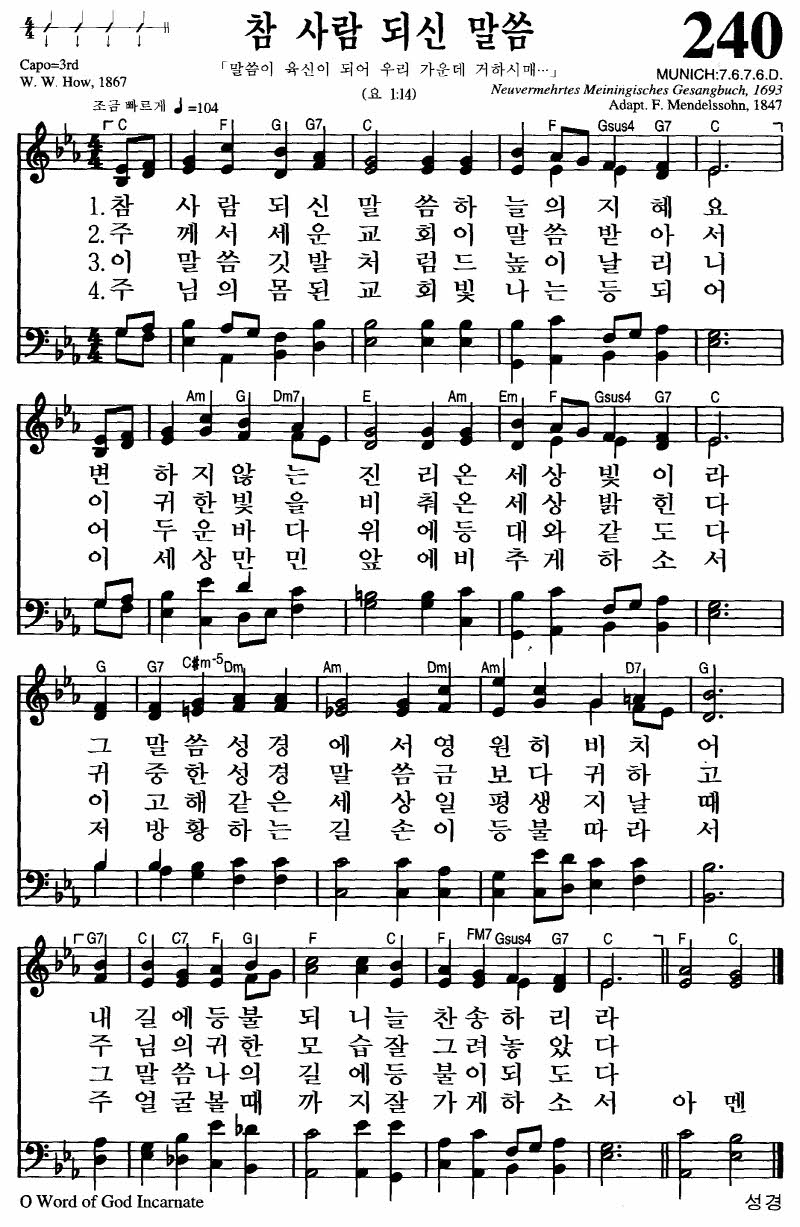 참 사람 되신 말씀
240
Capo=3rd
W. W. How, 1867
「말씀이 육신이 되어 우리 가운데 거하시매…」
(요 1:14)
MUNICH:7.6.7.6.D.
Neuvermehrtes Meiningisches Gesangbuch, 1693
Adapt. F. Mendelssohn, 1847
조금 빠르게 ♩=104
C F G G7 C F Gsus4 G7 C
1.참 사 람 되 신 말 씀 하 늘 의 지 혜 요
2.주 께 서 세 운 교 회 이 말 씀 받 아 서
3.이 말 씀 깃 발 처 럼 드 높 이 날 리 니
4.주 님 의 몸 된 교 회 빛 나 는 등 되 어
Am G Dm7 E Am Em F Gsus4 G7 C
변 하 지 않 는 진 리 온 세 상 빛 이 라
이 귀 한 빛 을 비 춰 온 세 상 밝 힌 다
어 두 운 바 다 위 에 등 대 와 같 도 다
이 세 상 만 민 앞 에 비 추 게 하 소 서
G G7 C#m-5 Dm Am Dm Am D7 G
그 말 씀 성 경 에 서 영 원 히 비 치 어
귀 중 한 성 경 말 씀 금 보 다 귀 하 고
이 고 해 같 은 세 상 일 평 생 지 날 때
저 방 황 하 는 길 손 이 등 불 따 라 서
G7 C C7 F G F C F FM7 Gsus4 G7 C F C
내 길 에 등 불 되 니 늘 찬 송 하 리 라
주 님 의 귀 한 모 습 잘 그 려 놓 았 다
그 말 씀 나 의 길 에 등 불 이 되 도 다
주 얼 굴 볼 때 까 지 잘 가 게 하 소 서 아 멘
O Word of God Incarnate
성경